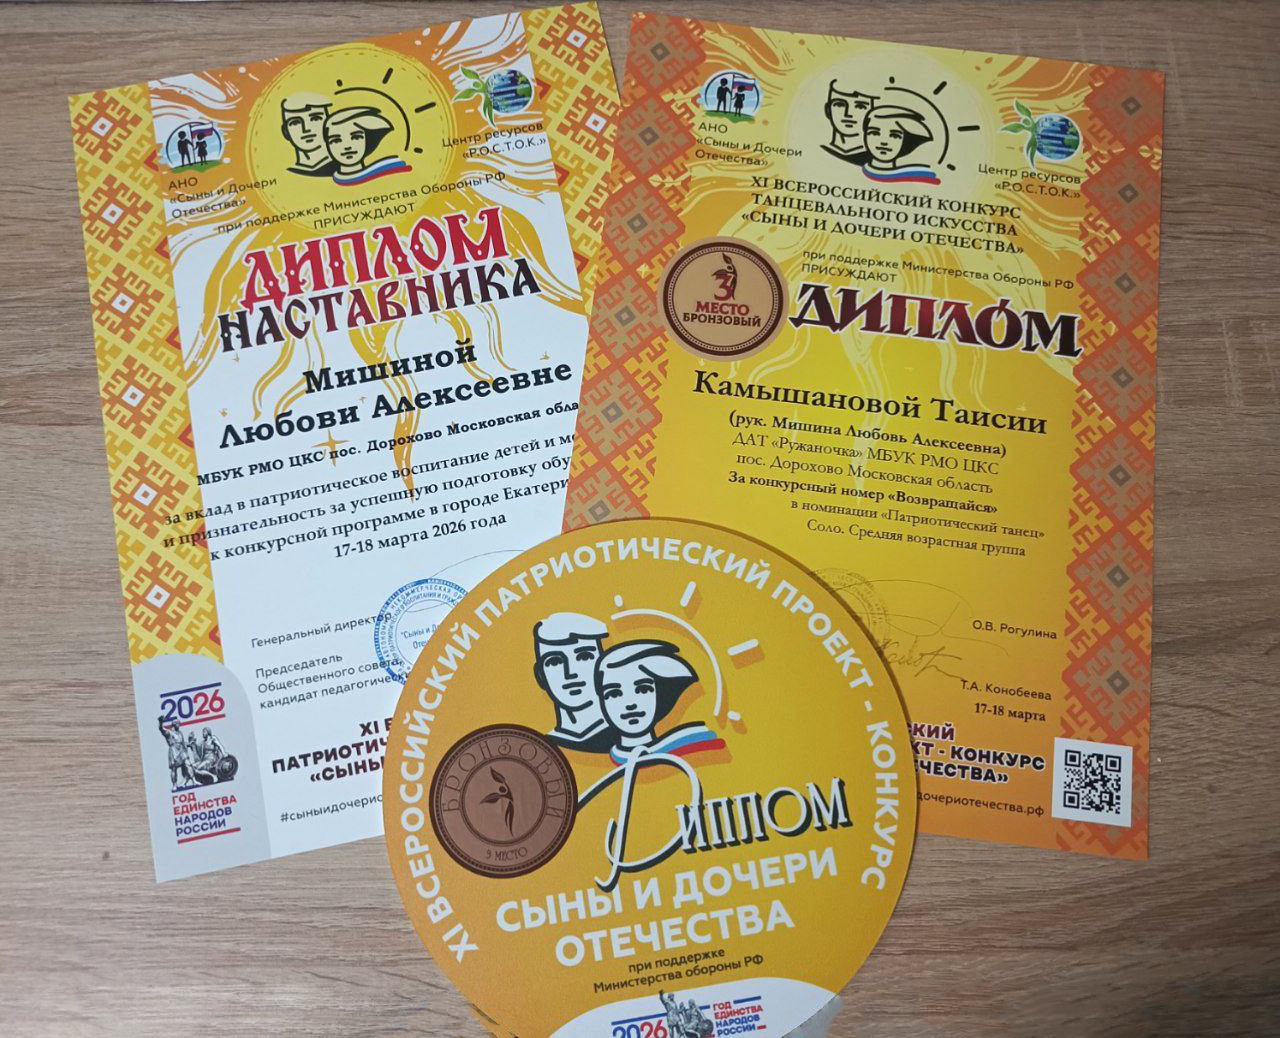 АНО
«Сыны и Дочери
Отечества»
Центр ресурсов
«Р.О.С.Т.О.К.»
при поддержке Министерства Обороны РФ
ПРИСУЖДАЮТ
ДИПЛОМ
НАСТАВНИКА
Мишиной
Любови Алексеевне
МБУК РМО ЦКС пос. Дорохово Московская обла
за вклад в патриотическое воспитание детей и мо
и признательность за успешную подготовку обу
к конкурсной программе в городе Екатери
17-18 марта 2026 года
Генеральный директор
Председатель
Общественного совета,
кандидат педагогическ
"Сыны и Д
Оте
XI В
ПАТРИОТИЧ
«СЫНЫ
#сыныидочерио
2026
ГОД
ЕДИНСТВА
НАРОДОВ
РОССИИ
АНО
«Сыны и Дочери
Отечества»
Центр ресурсов
«Р.О.С.Т.О.К.»
XI ВСЕРОССИЙСКИЙ КОНКУРС
ТАНЦЕВАЛЬНОГО ИСКУССТВА
«СЫНЫ И ДОЧЕРИ ОТЕЧЕСТВА»
при поддержке Министерства Обороны РФ
ПРИСУЖДАЮТ
3
МЕСТО
БРОНЗОВЫЙ
ДИПЛОМ
Камышановой Таисии
(рук. Мишина Любовь Алексеевна)
ДАТ «Ружаночка» МБУК РМО ЦКС
пос. Дорохово Московская область
За конкурсный номер «Возвращайся»
в номинации «Патриотический танец»
Соло. Средняя возрастная группа
О.В. Рогулина
Т.А. Конобеева
17-18 марта
КИЙ
КТ - КОНКУРС
ЕЧЕСТВА»
дочериотечества.рф
XI ВСЕРОССИЙСКИЙ ПАТРИОТИЧЕСКИЙ ПРОЕКТ - КОНКУРС
БРОНЗОВЫЙ
3 МЕСТО
ДИПЛОМ
СЫНЫ И ДОЧЕРИ
ОТЕЧЕСТВА
при поддержке
Министерства обороны РФ
2026
ГОД
ЕДИНСТВА
НАРОДОВ
РОССИИ